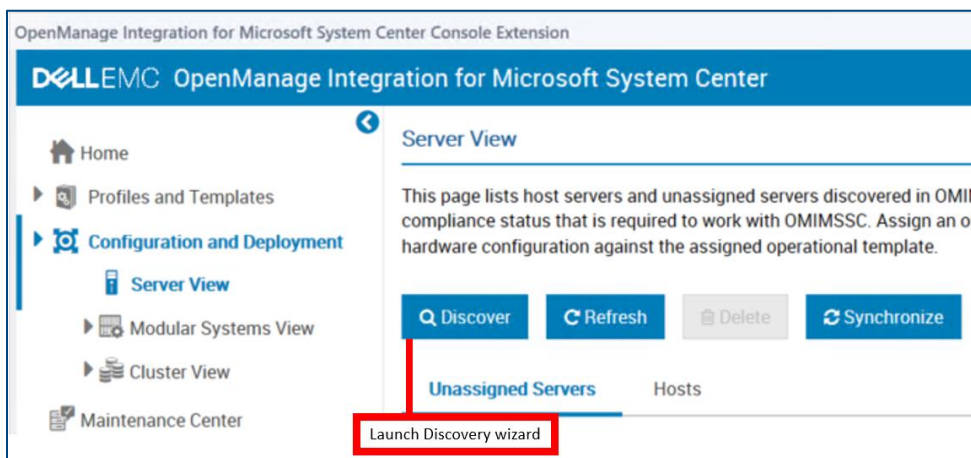 OpenManage Integration for Microsoft System Center Console Extension
DELLEMC OpenManage Integration for Microsoft System Center
Home
Profiles and Templates
Configuration and Deployment
Server View
Modular Systems View
Cluster View
Maintenance Center
Server View
This page lists host servers and unassigned servers discovered in
compliance status that is required to work with OMIMSSC. Assign an
hardware configuration against the assigned operational template.
Discover Refresh Delete Synchronize
Unassigned Servers Hosts
Launch Discovery wizard